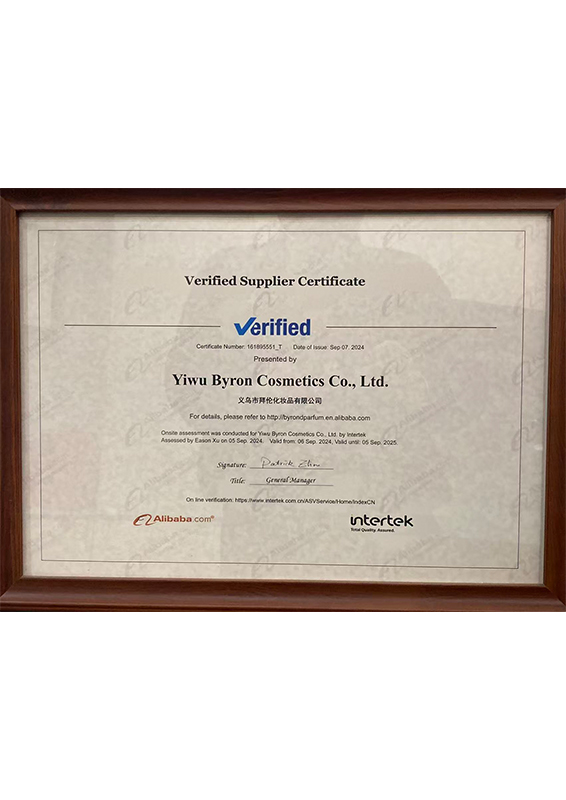 Verified Supplier Certificate
Verified
Certificate Number: 161895551_T Date of Issue: Sep 07. 2024
Presented by
Yiwu Byron Cosmetics Co., Ltd.
义乌市拜伦化妆品有限公司
For details, please refer to http://byrondparfum.en.alibaba.com
Onsite assessment was conducted for Yiwu Byron Cosmetics Co., Ltd. by Intertek
Assessed by Eason Xu on 05 Sep. 2024. Valid from: 06 Sep. 2024, Valid until: 05 Sep. 2025.
Signature: Patrick Zhou
Title: General Manager
On line verification: https://www.intertek.com.cn/ASVService/Home/IndexCN
Alibaba.com®
intertek
Total Quality. Assured.